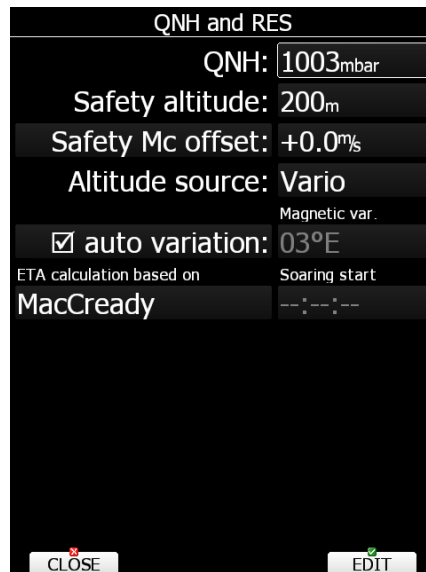 QNH and RES
QNH: 1003mbar
Safety altitude: 200m
Safety Mc offset: +0.0m/s
Altitude source: Vario
Magnetic var.
☑ auto variation: 03ºE
ETA calculation based on Soaring start
MacCready --:--:--
CLOSE EDIT